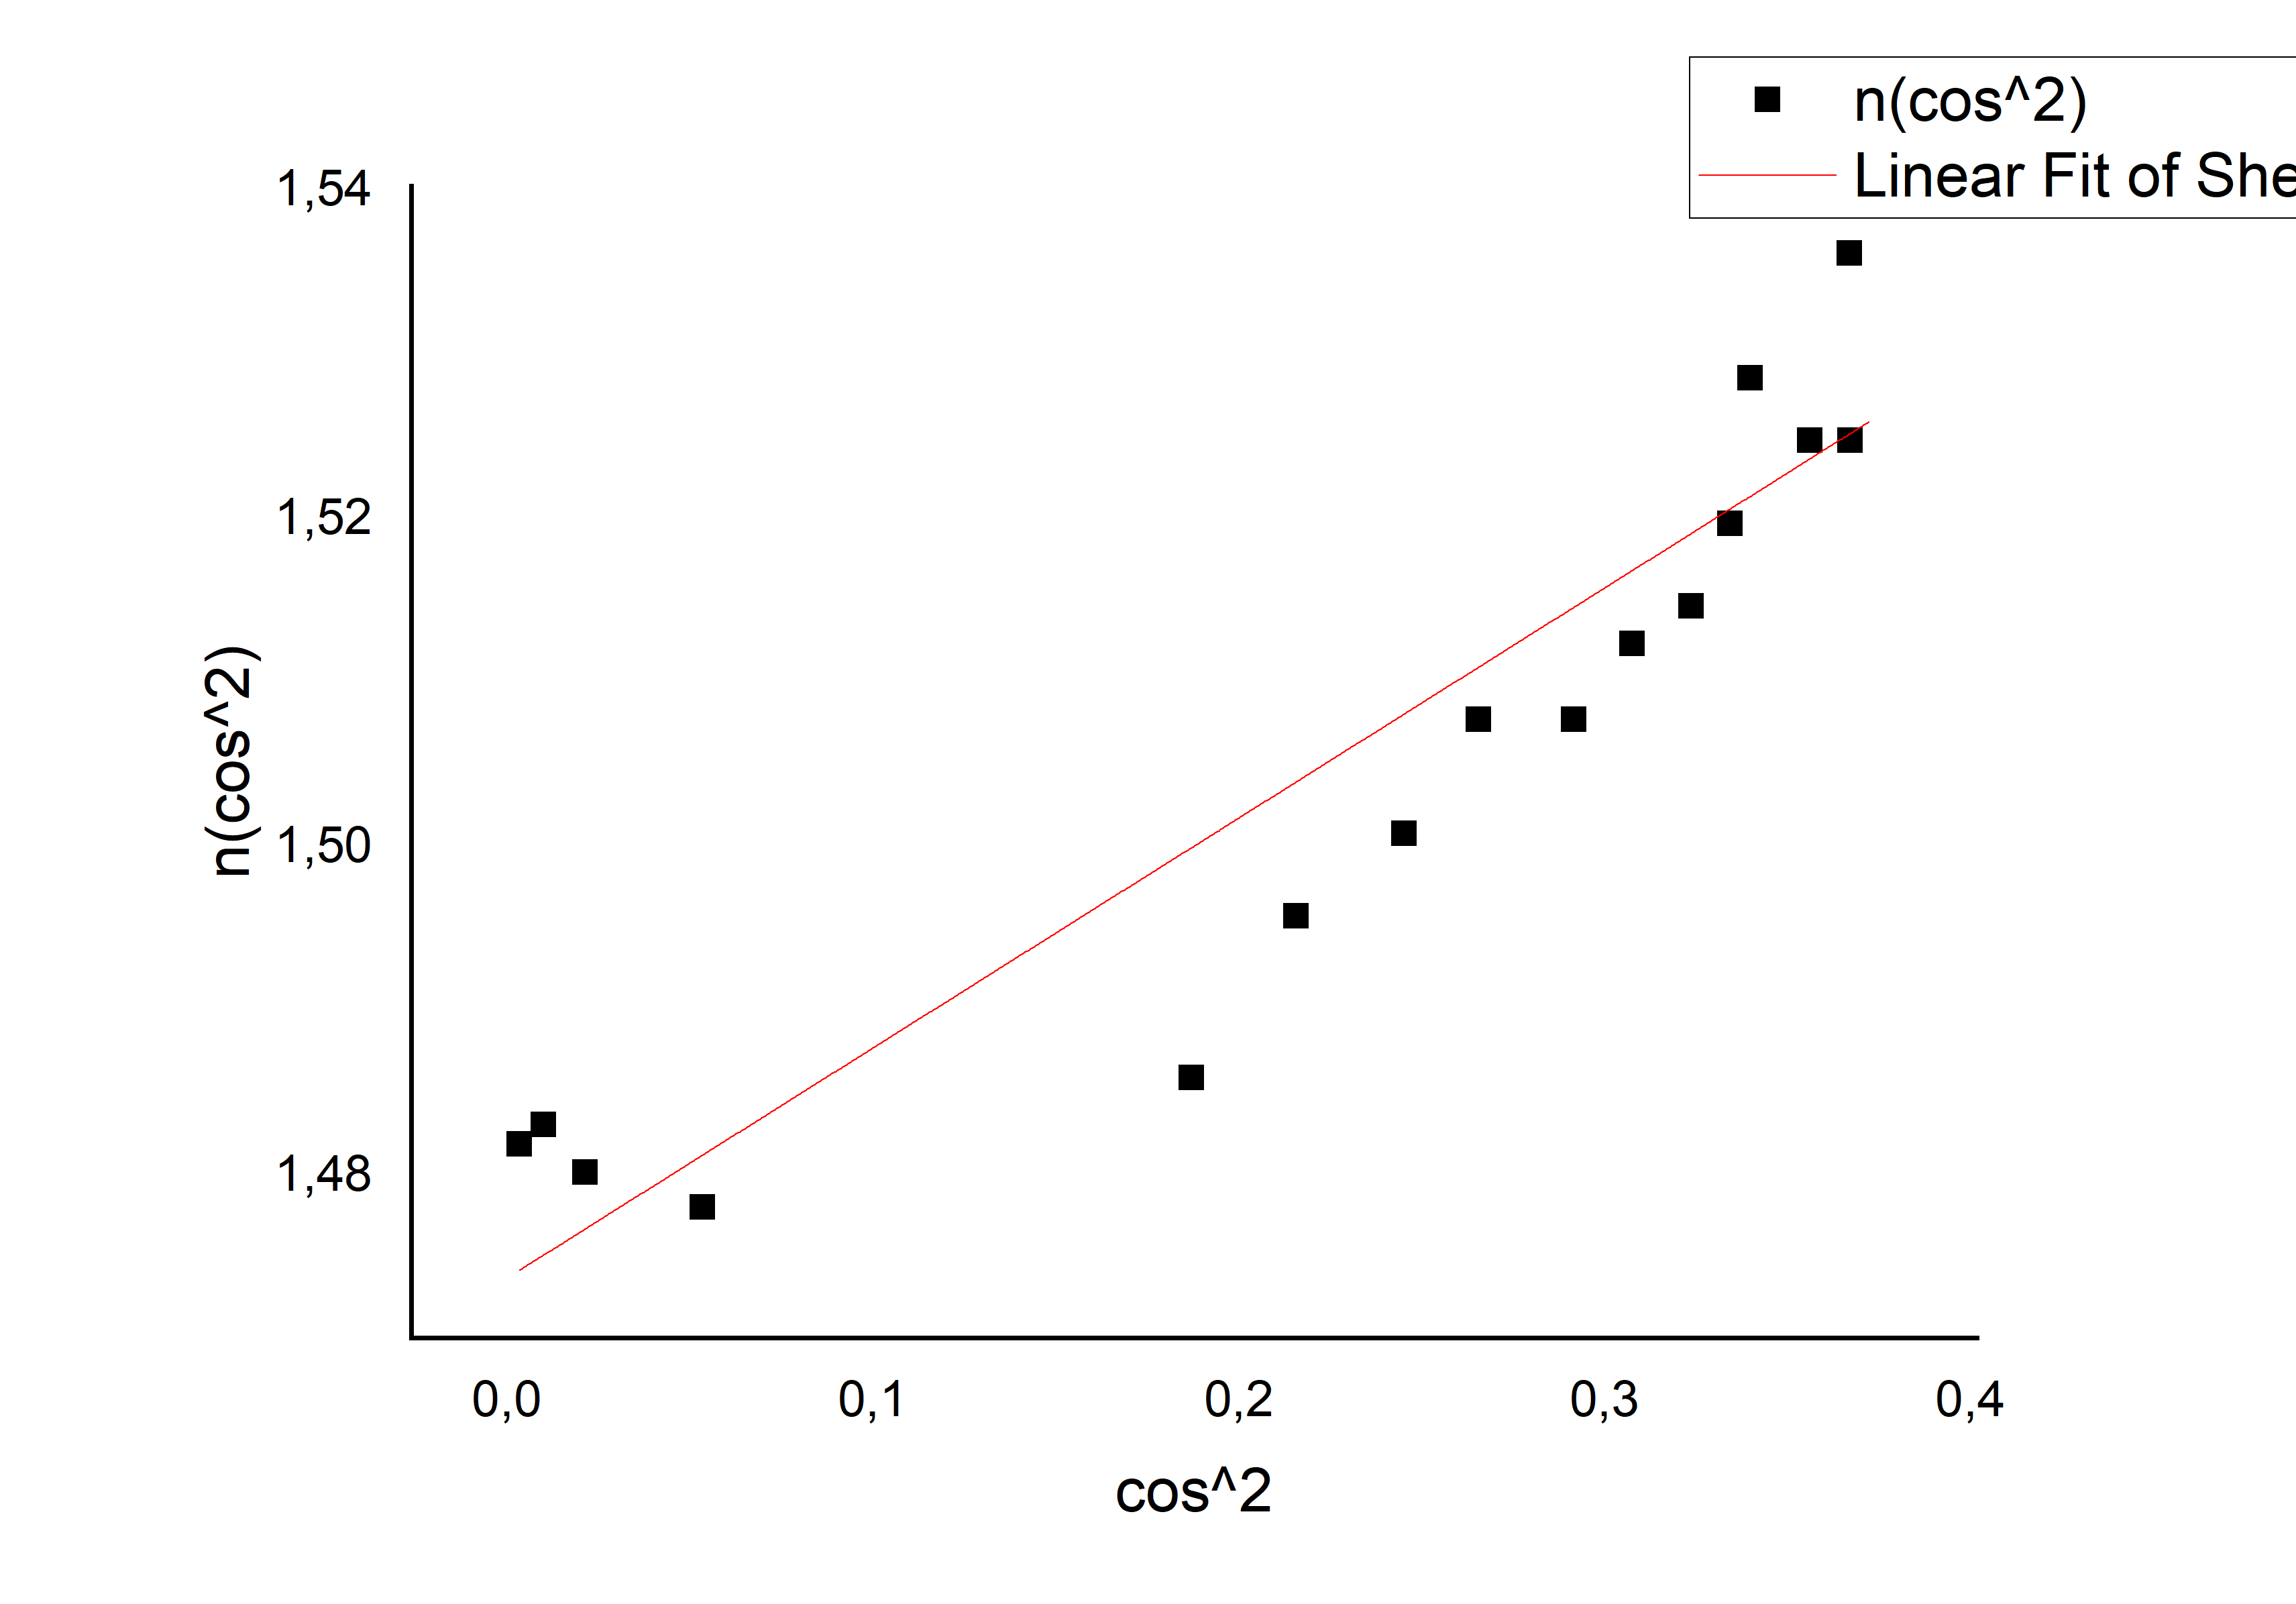 n(cos^2)
Linear Fit of She
1,54
1,52
1,50
1,48
n(cos^2)
0,0 0,1 0,2 0,3 0,4
cos^2